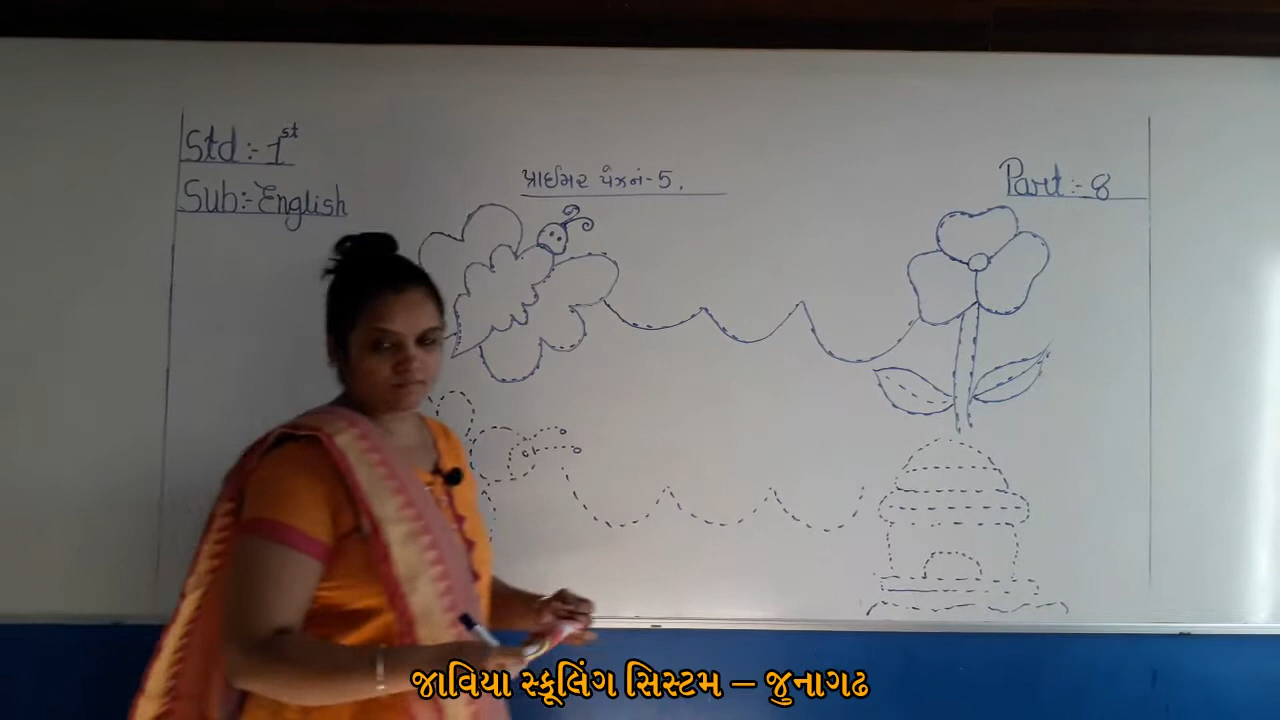 Std:- 1st
Sub:- English
પ્રાઈમર પેજનં-5.
Part:- 8
જાવિયા સ્કૂલિંગ સિસ્ટમ – જુનાગઢ